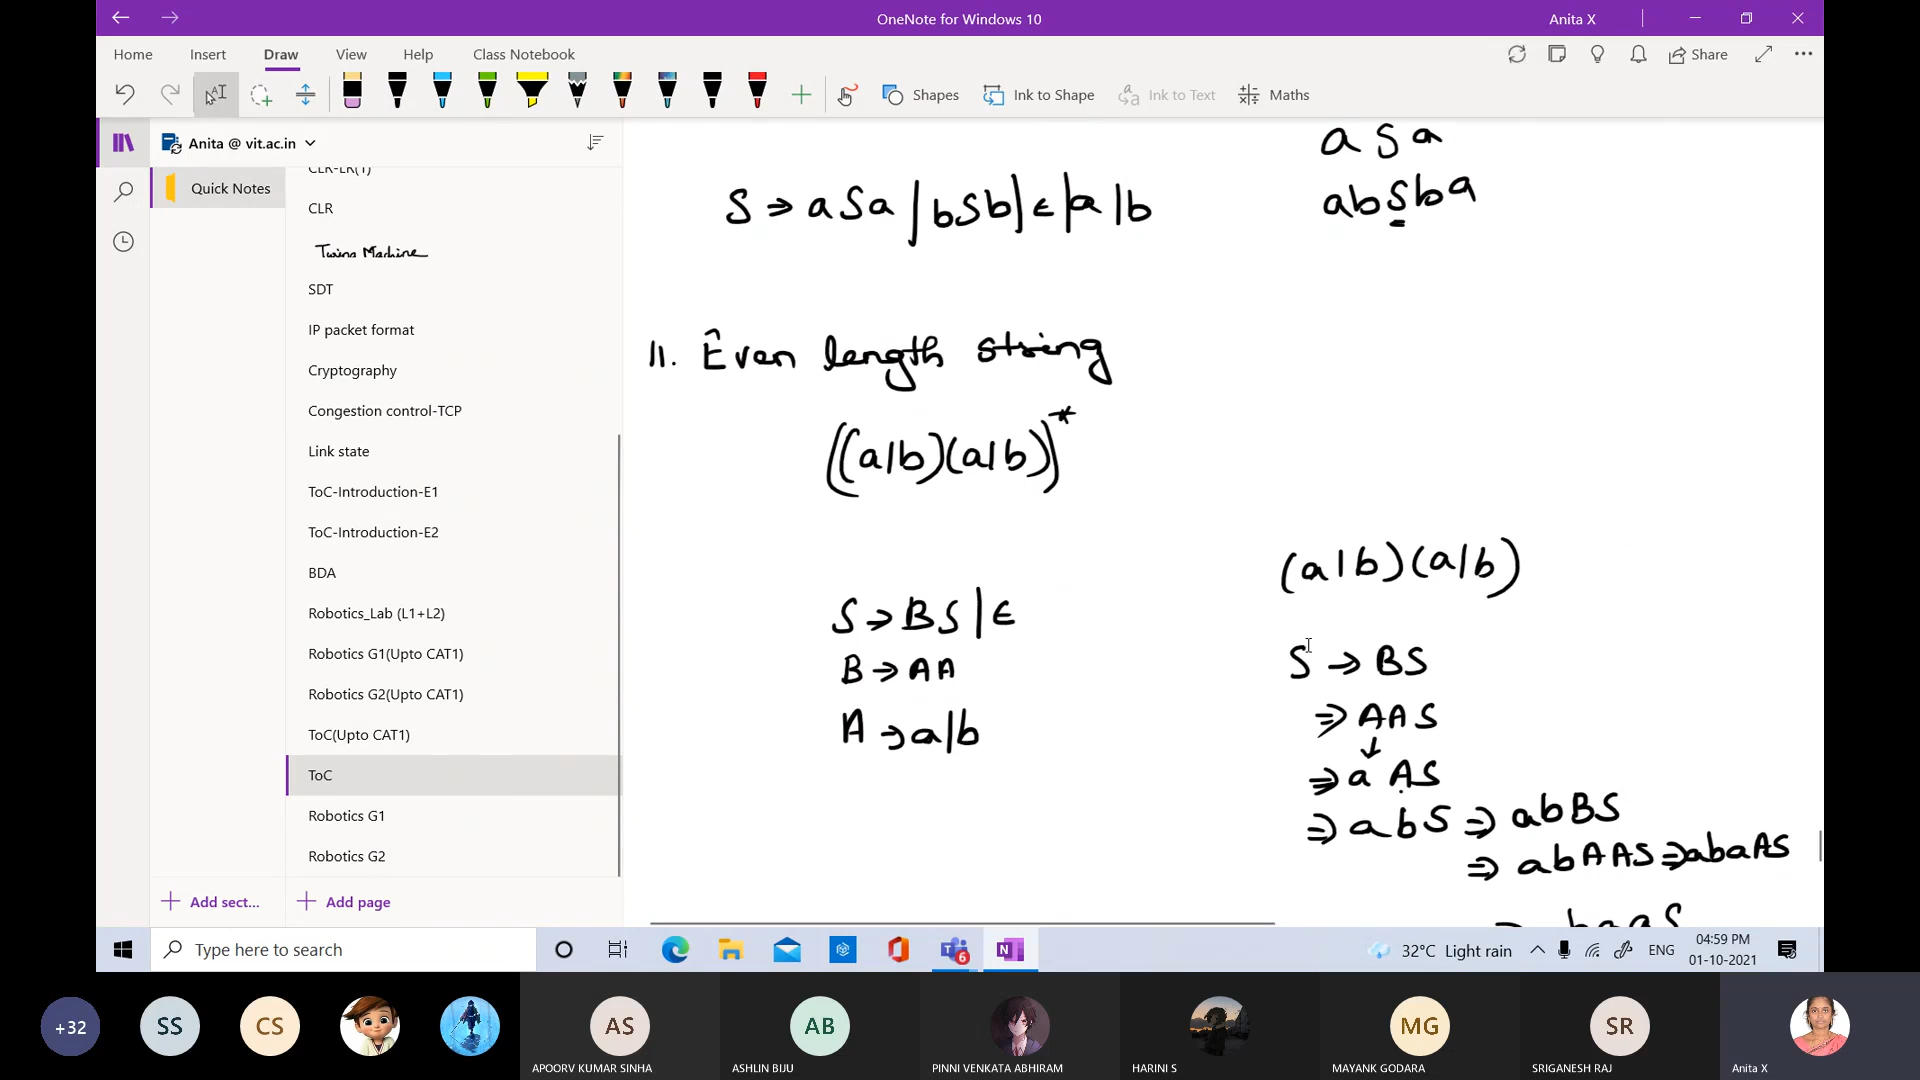 OneNote for Windows 10
Anita X
Home Insert Draw View Help Class Notebook
Share
Shapes Ink to Shape Ink to Text Maths
Anita @ vit.ac.in
Quick Notes
CLR-LR(1)
CLR
Turing Machine
SDT
IP packet format
Cryptography
Congestion control-TCP
Link state
ToC-Introduction-E1
ToC-Introduction-E2
BDA
Robotics_Lab (L1+L2)
Robotics G1(Upto CAT1)
Robotics G2(Upto CAT1)
ToC(Upto CAT1)
ToC
Robotics G1
Robotics G2
Add sect...
Add page
a S a
S → aSa | bSb | ϵ | a | b
abSba
11. Even length string
((a|b)(a|b))*
S → BS | ϵ
B → AA
A → a|b
(a|b)(a|b)
S → BS
⇒ AAS
↓
⇒ a AS
⇒ abS ⇒ abBS
⇒ abAAS ⇒ abaAS
Type here to search
6
32°C Light rain
ENG
04:59 PM
01-10-2021
+32
SS
CS
AS
AB
MG
SR
APOORV KUMAR SINHA
ASHLIN BIJU
PINNI VENKATA ABHIRAM
HARINI S
MAYANK GODARA
SRIGANESH RAJ
Anita X